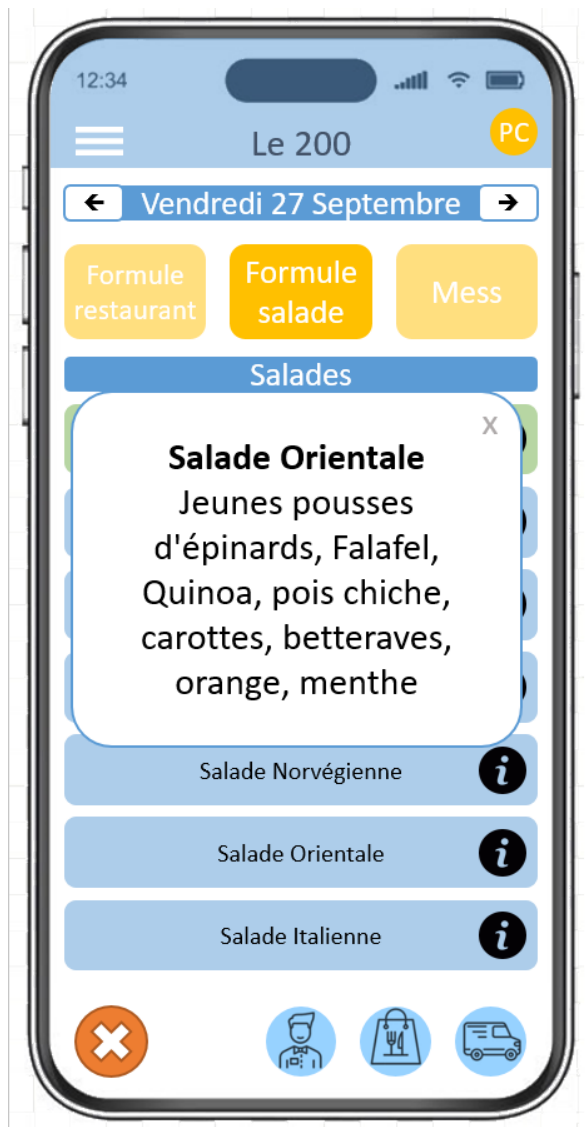 12:34
Le 200
PC
Vendredi 27 Septembre
Formule
restaurant
Formule
salade
Mess
Salades
X
Salade Orientale
Jeunes pousses
d'épinards, Falafel,
Quinoa, pois chiche,
carottes, betteraves,
orange, menthe
Salade Norvégienne
i
Salade Orientale
i
Salade Italienne
i